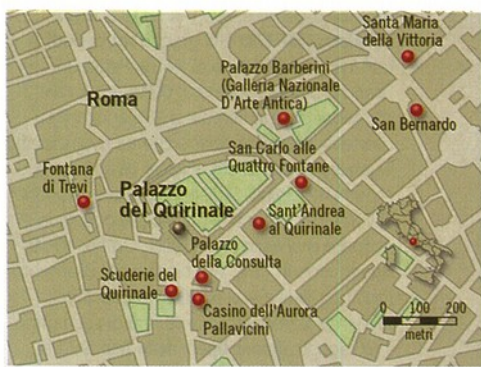 Santa Maria
della Vittoria
Palazzo Barberini
(Galleria Nazionale
D'Arte Antica)
Roma
San Bernardo
San Carlo alle
Quattro Fontane
Fontana
di Trevi
Palazzo
del Quirinale
Sant'Andrea
al Quirinale
Palazzo
della Consulta
Scuderie del
Quirinale
Casino dell'Aurora
Pallavicini
0 100 200
metri